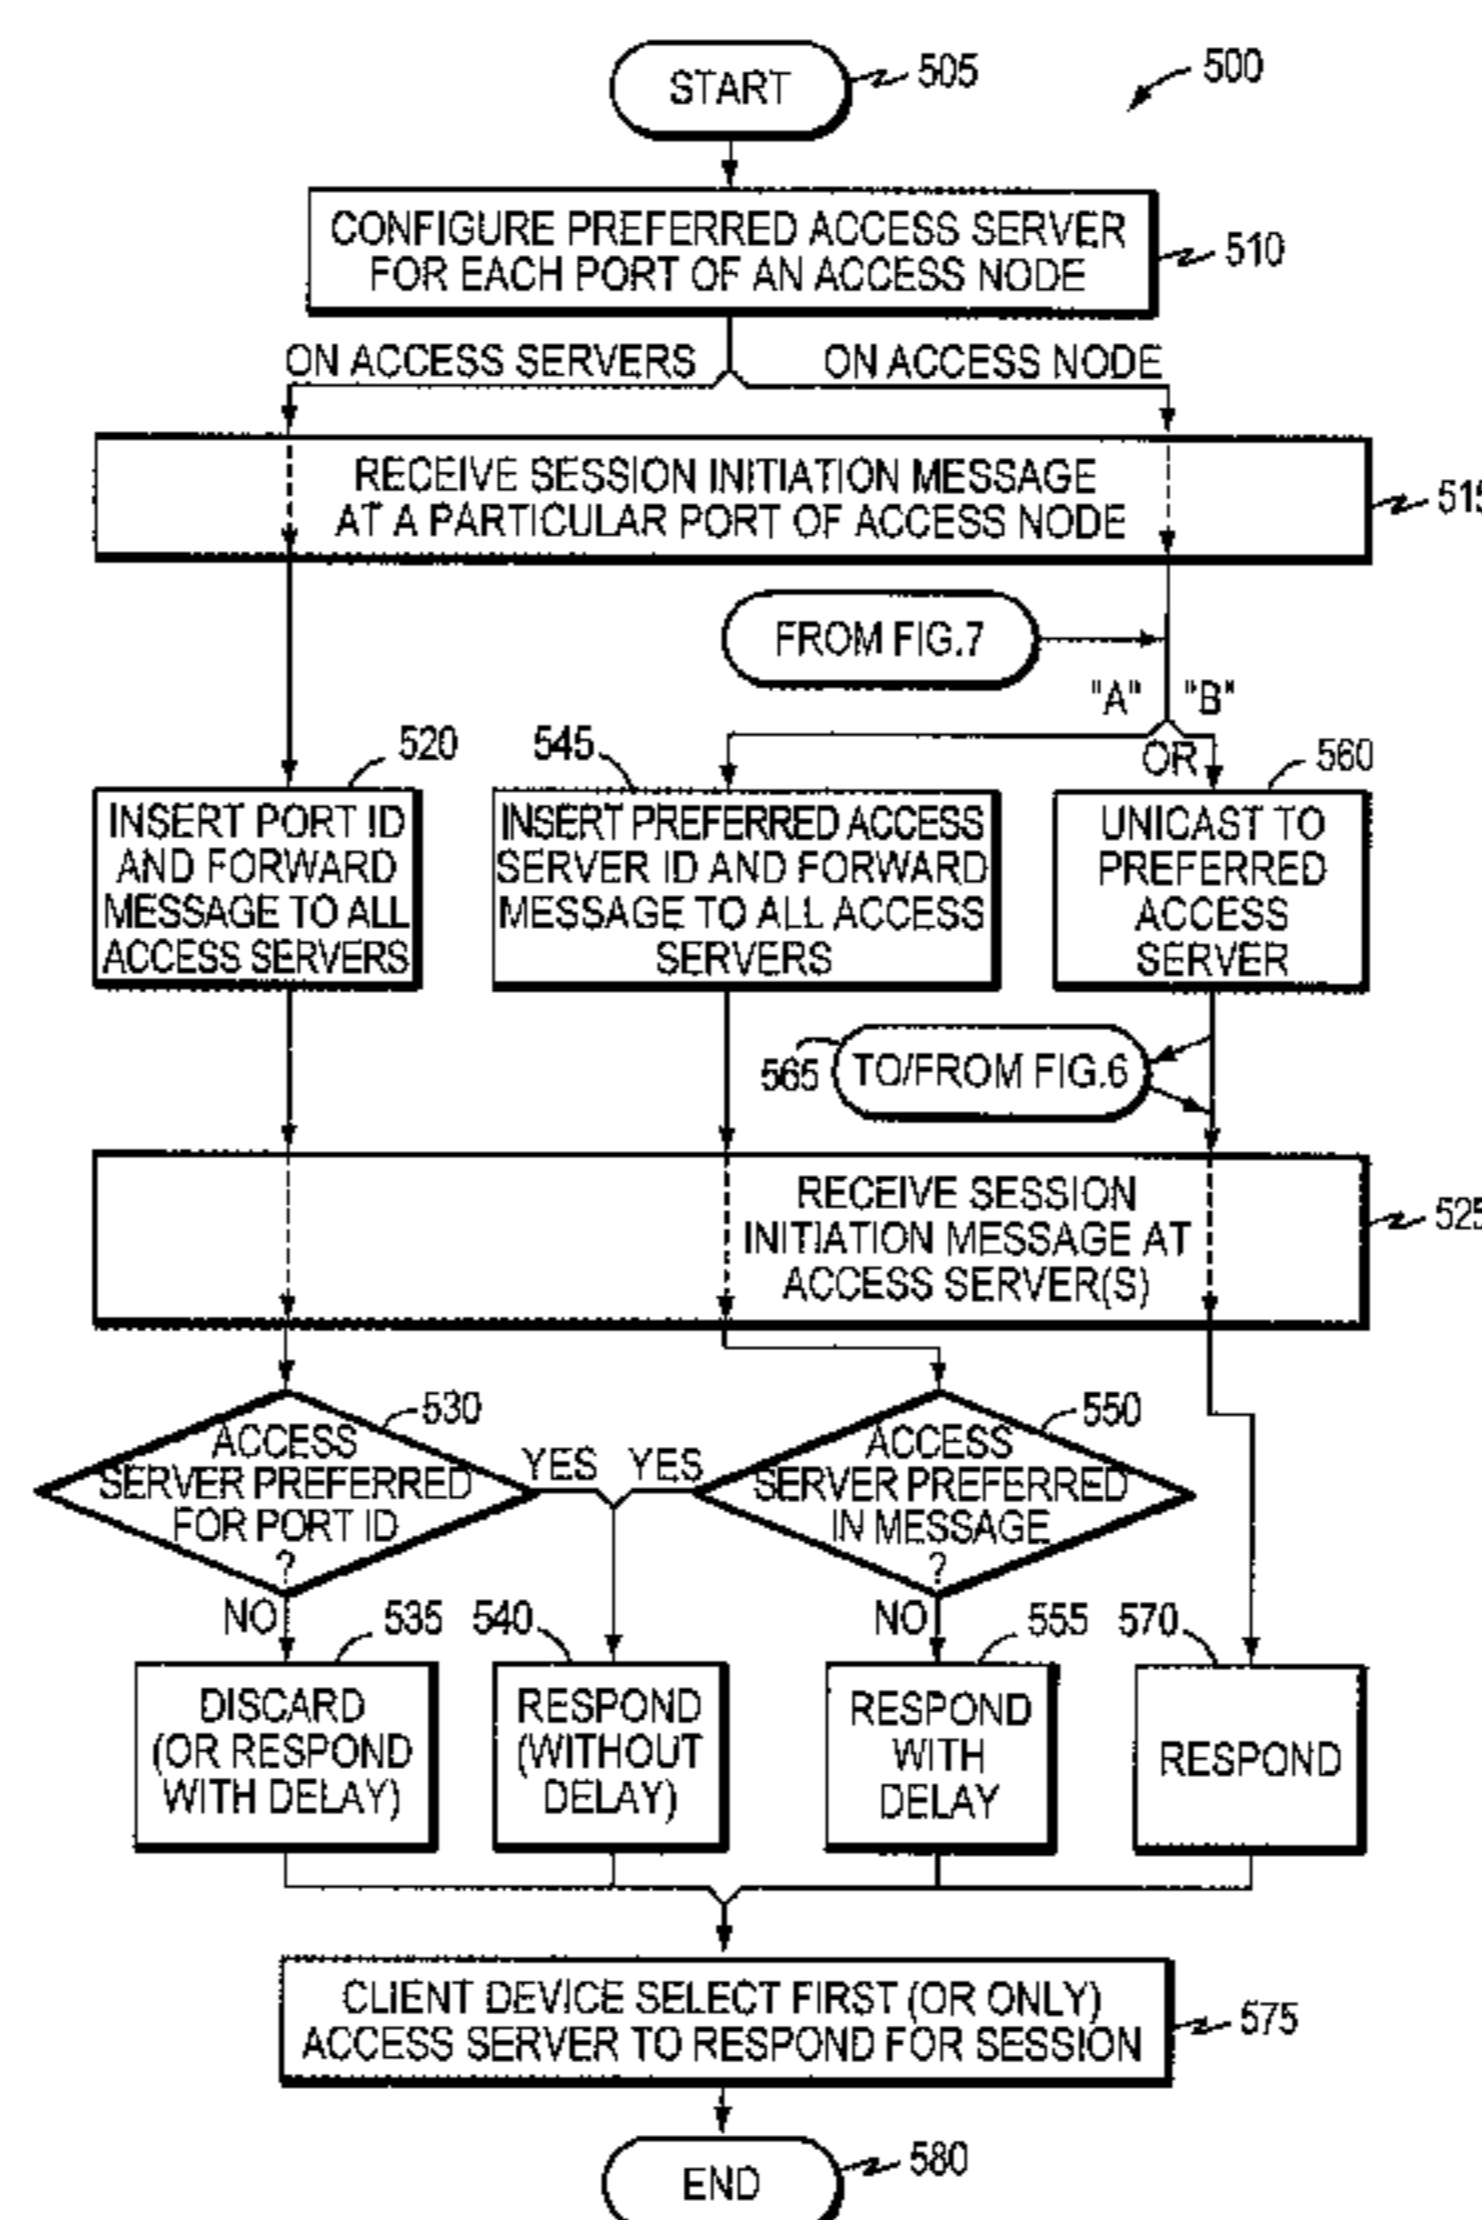 START
505
500
CONFIGURE PREFERRED ACCESS SERVER
FOR EACH PORT OF AN ACCESS NODE
510
ON ACCESS SERVERS
ON ACCESS NODE
RECEIVE SESSION INITIATION MESSAGE
AT A PARTICULAR PORT OF ACCESS NODE
515
FROM FIG.7
"A" "B"
OR
520
INSERT PORT ID
AND FORWARD
MESSAGE TO ALL
ACCESS SERVERS
545
INSERT PREFERRED ACCESS
SERVER ID AND FORWARD
MESSAGE TO ALL ACCESS
SERVERS
560
UNICAST TO
PREFERRED
ACCESS
SERVER
565
TO/FROM FIG.6
RECEIVE SESSION
INITIATION MESSAGE AT
ACCESS SERVER(S)
525
530
ACCESS
SERVER PREFERRED
FOR PORT ID
?
YES
YES
550
ACCESS
SERVER PREFERRED
IN MESSAGE
?
NO
535
DISCARD
(OR RESPOND
WITH DELAY)
540
RESPOND
(WITHOUT
DELAY)
NO
555
RESPOND
WITH
DELAY
570
RESPOND
CLIENT DEVICE SELECT FIRST (OR ONLY)
ACCESS SERVER TO RESPOND FOR SESSION
575
END
580